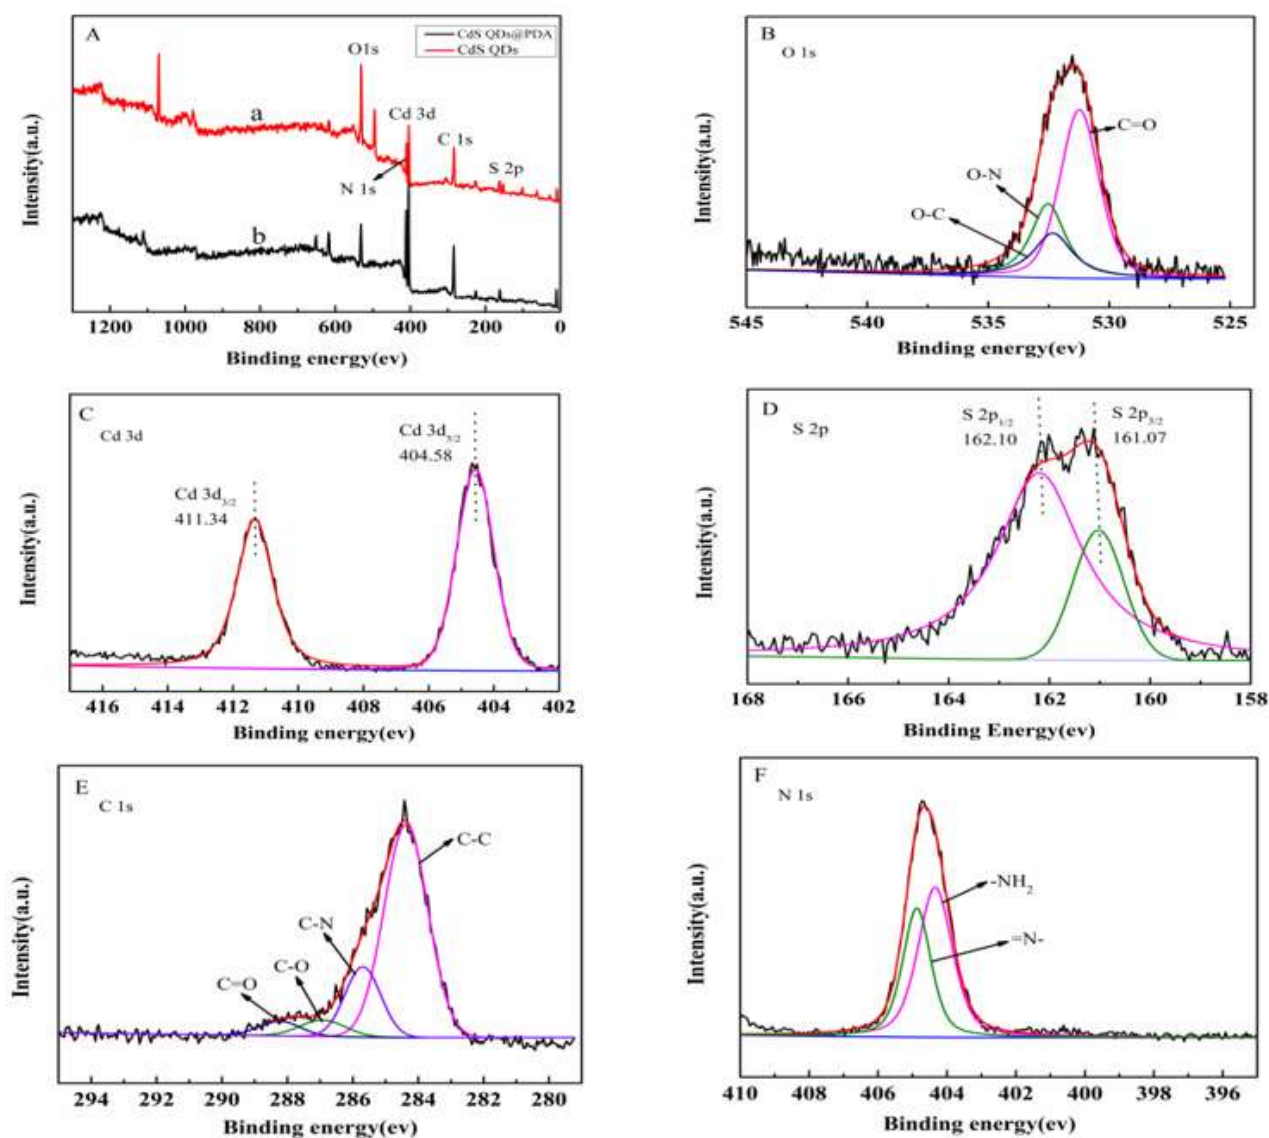 A
CdS QDs@PDA
CdS QDs
O1s
a
Cd 3d
C 1s
S 2p
N 1s
b
Intensity(a.u.)
1200 1000 800 600 400 200 0
Binding energy(ev)
B
O 1s
C=O
O-N
O-C
Intensity(a.u.)
545 540 535 530 525
Binding energy(ev)
C
Cd 3d
Cd 3d5/2
404.58
Cd 3d3/2
411.34
Intensity(a.u.)
416 414 412 410 408 406 404 402
Binding energy(ev)
D
S 2p
S 2p1/2
162.10
S 2p3/2
161.07
Intensity(a.u.)
168 166 164 162 160 158
Binding Energy(ev)
E
C 1s
C-C
C-N
C-O
C=O
Intensity(a.u.)
294 292 290 288 286 284 282 280
Binding energy(ev)
F
N 1s
-NH2
=N-
Intensity(a.u.)
410 408 406 404 402 400 398 396
Binding energy(ev)